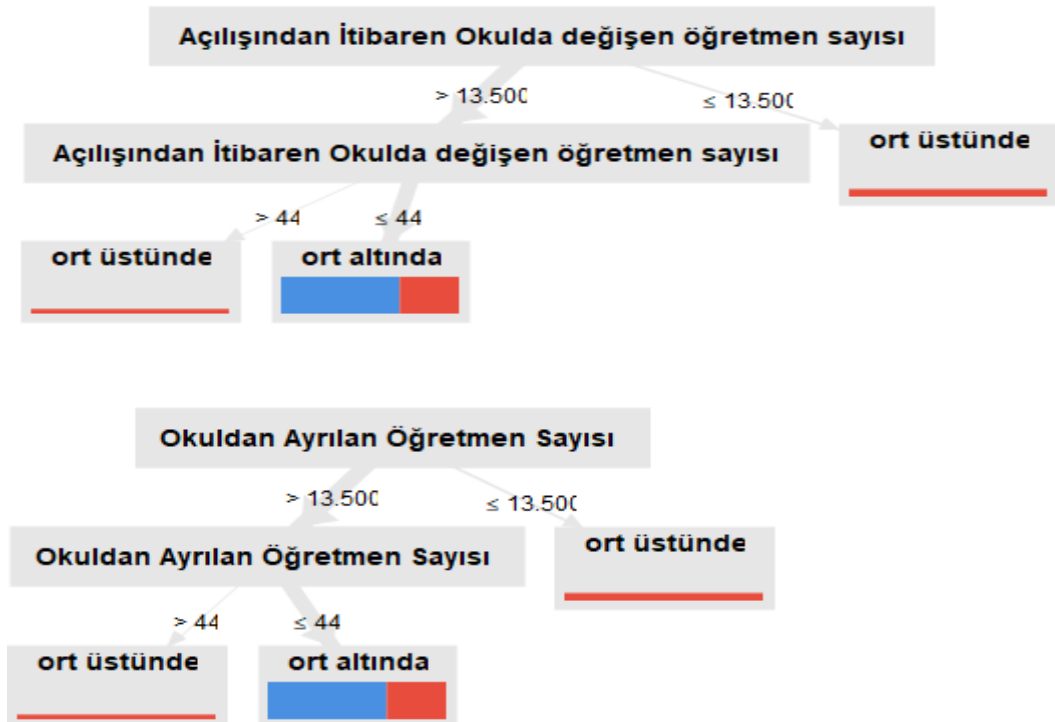 Açılışından İtibaren Okulda değişen öğretmen sayısı
> 13.500
≤ 13.500
Açılışından İtibaren Okulda değişen öğretmen sayısı
ort üstünde
> 44
≤ 44
ort üstünde
ort altında
Okuldan Ayrılan Öğretmen Sayısı
> 13.500
≤ 13.500
Okuldan Ayrılan Öğretmen Sayısı
ort üstünde
> 44
≤ 44
ort üstünde
ort altında